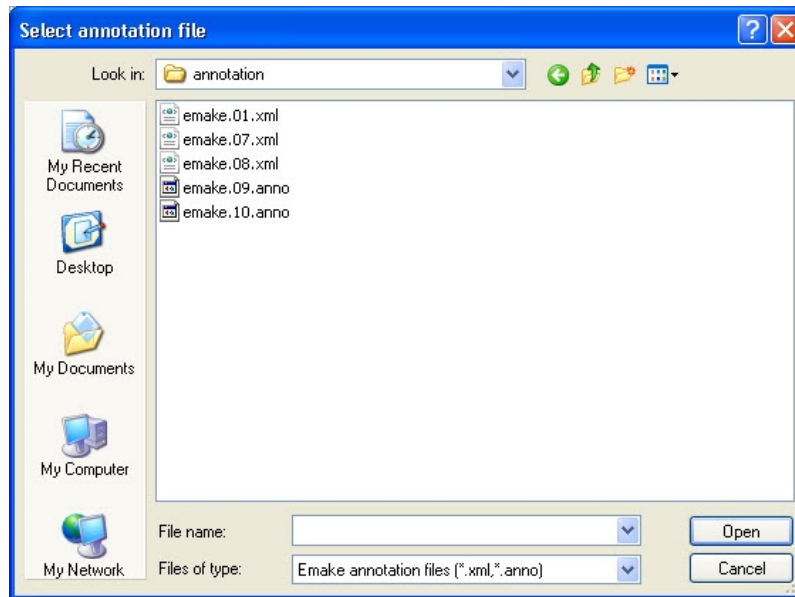 Select annotation file
Look in: annotation
emake.01.xml
emake.07.xml
emake.08.xml
emake.09.anno
emake.10.anno
My Recent
Documents
Desktop
My Documents
My Computer
My Network
File name:
Open
Files of type: Emake annotation files (*.xml,*.anno)
Cancel